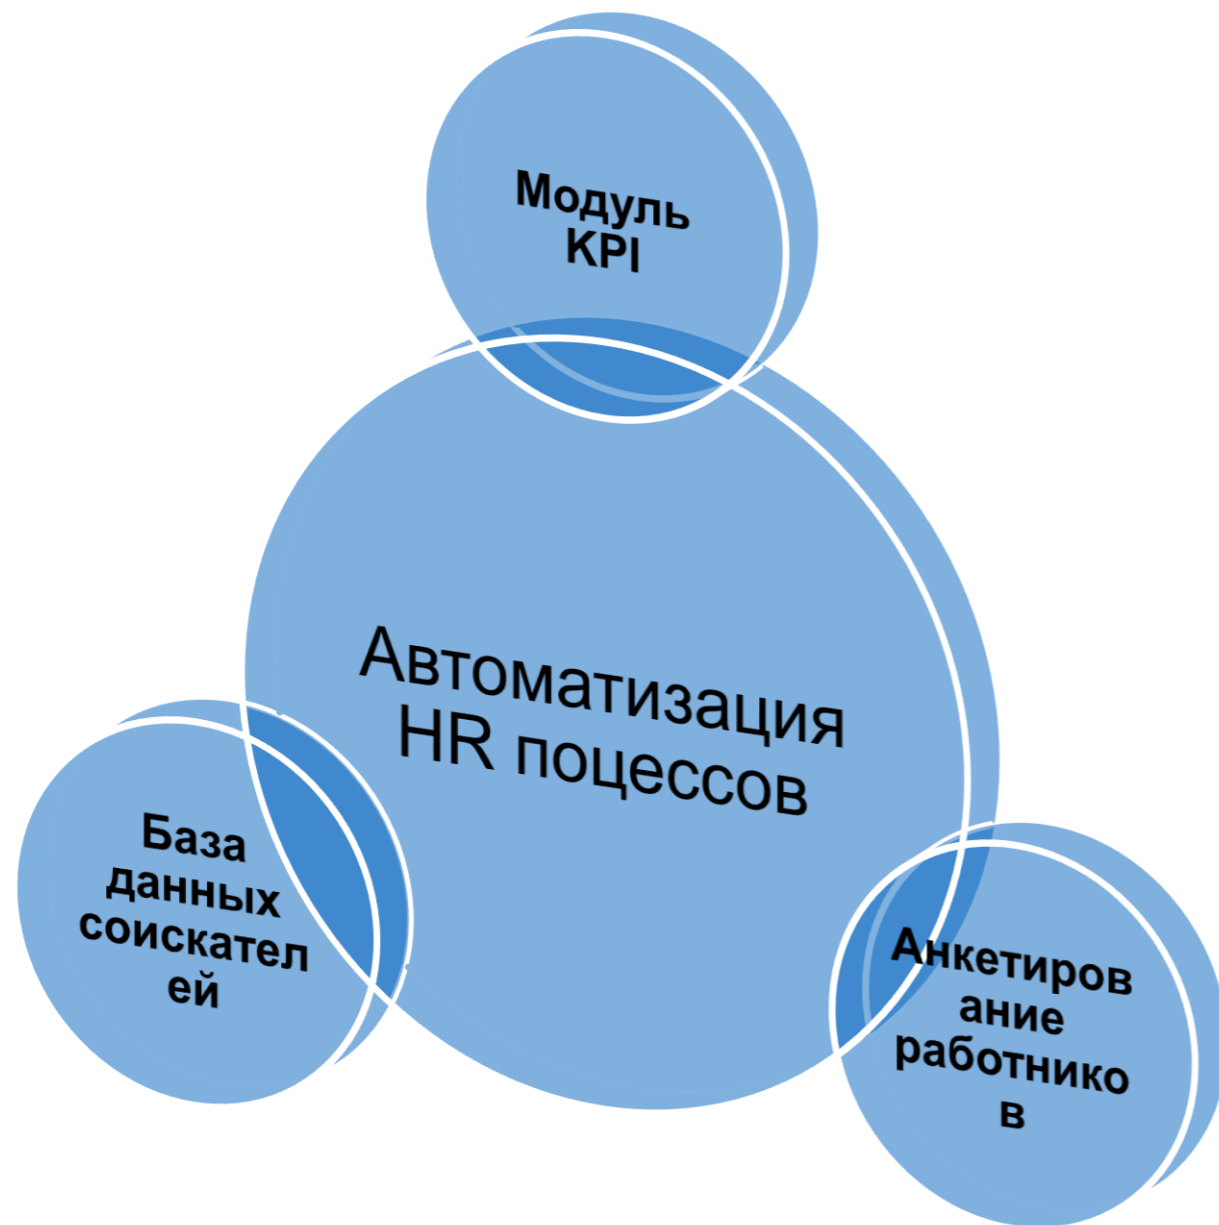 Модуль
KPI
Автоматизация
HR поцессов
База
данных
соискател
ей
Анкетиров
ание
работнико
в